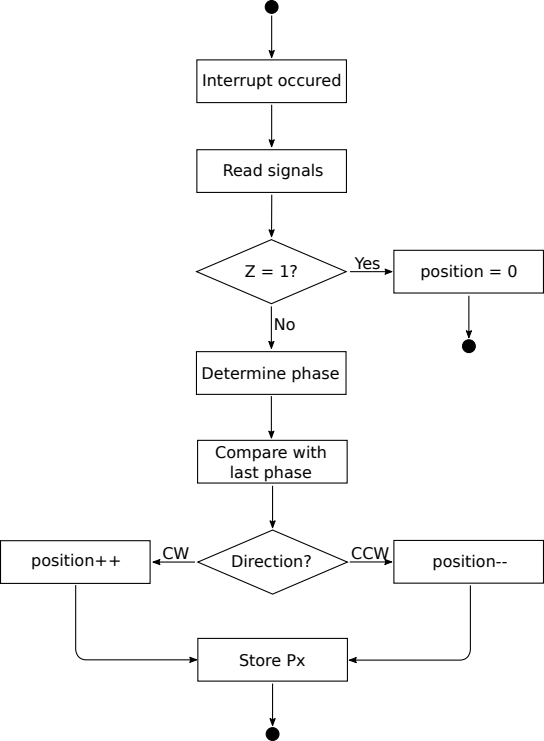 Interrupt occured
Read signals
Z = 1?
Yes
position = 0
No
Determine phase
Compare with
last phase
position++
CW
Direction?
CCW
position--
Store Px